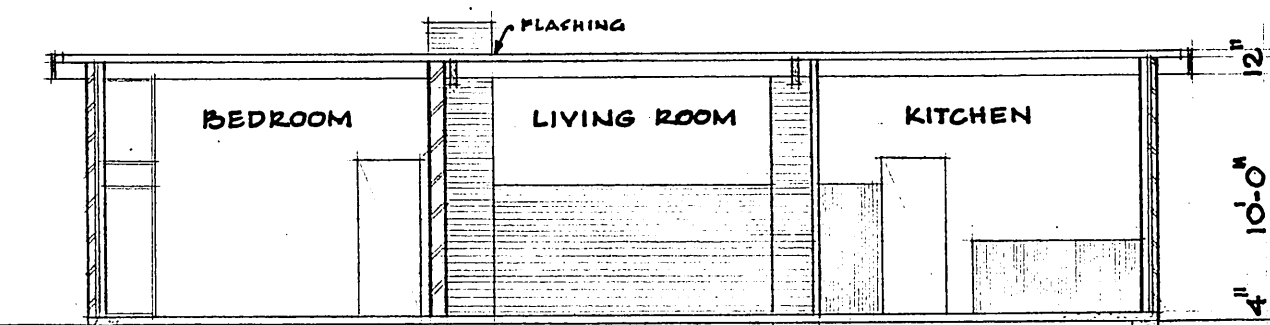 FLASHING
BEDROOM
LIVING ROOM
KITCHEN
12"
10'-0"
4"